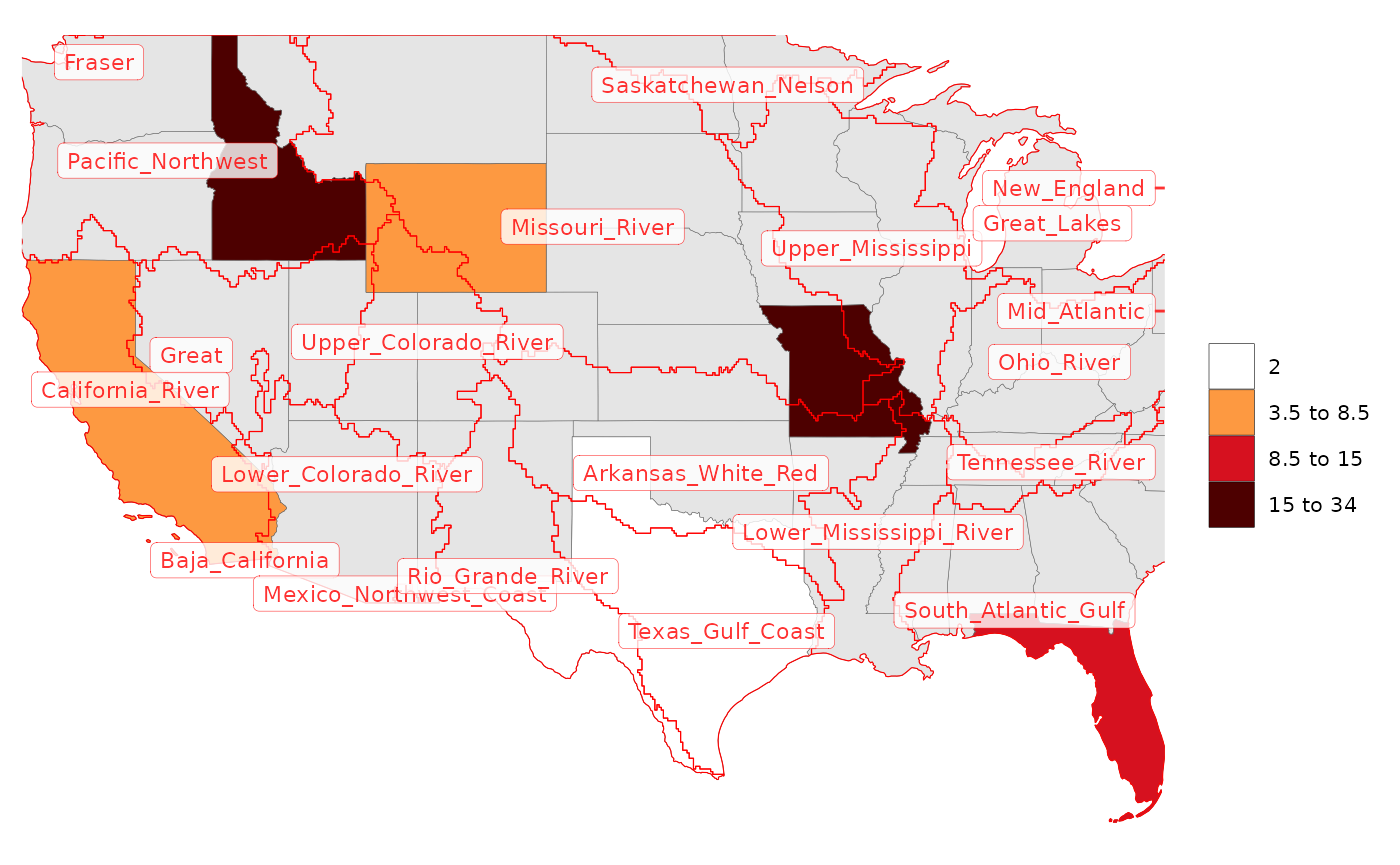 Fraser
Saskatchewan_Nelson
Pacific_Northwest
New_England
Great_Lakes
Missouri_River
Upper_Mississippi
Mid_Atlantic
Upper_Colorado_River
Great
Ohio_River
California_River
Tennessee_River
Lower_Colorado_River
Arkansas_White_Red
Lower_Mississippi_River
Baja_California
Rio_Grande_River
Mexico_Northwest_Coast
South_Atlantic_Gulf
Texas_Gulf_Coast
2
3.5 to 8.5
8.5 to 15
15 to 34